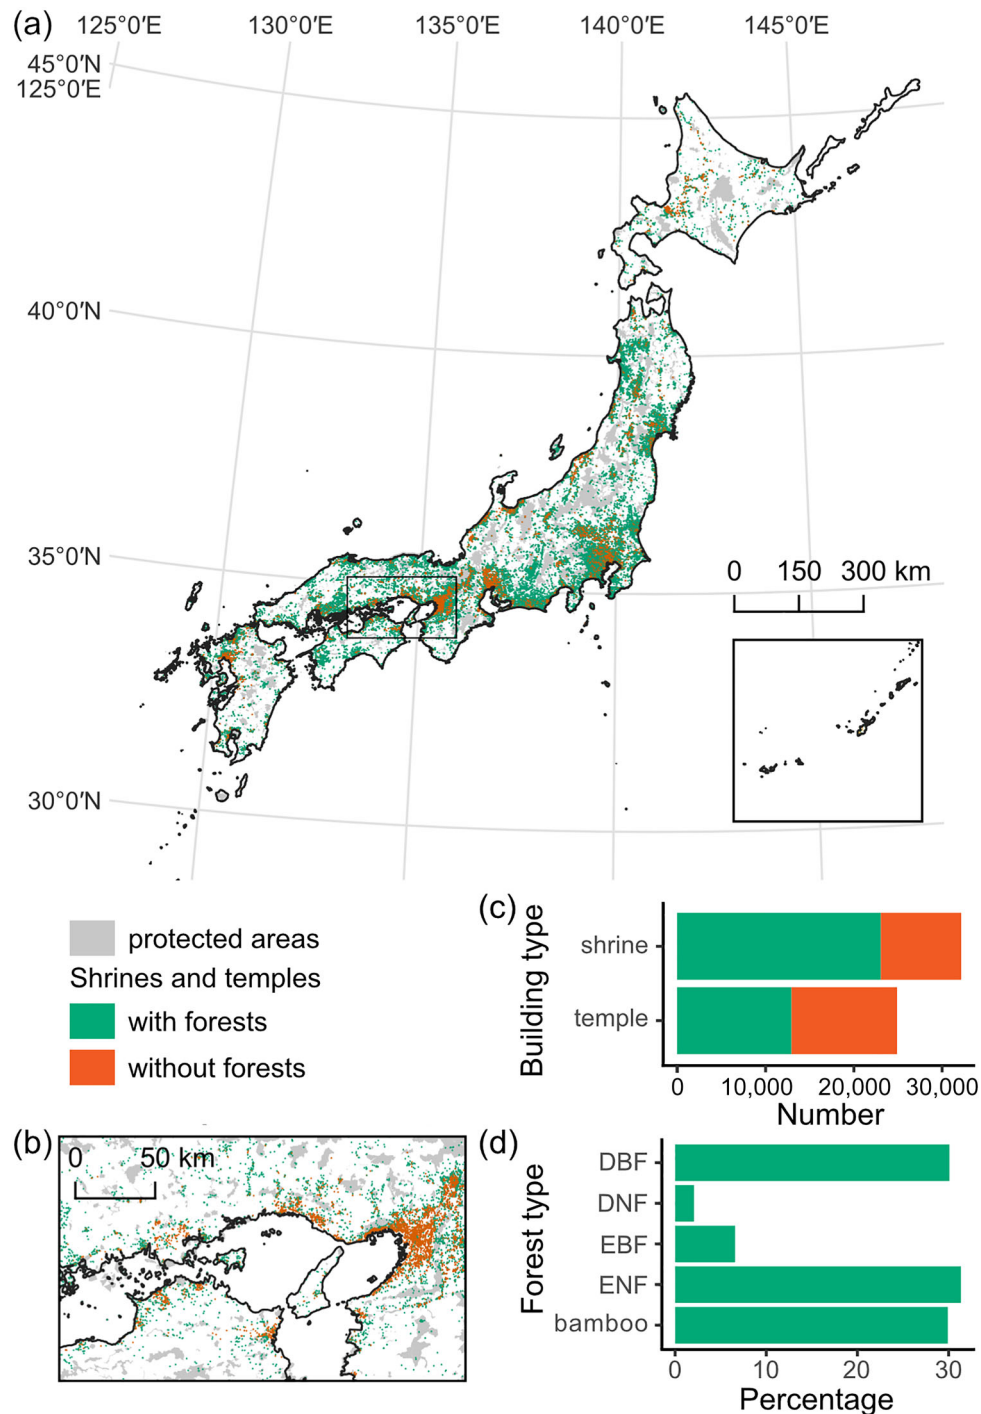 (a)
125°0′E 130°0′E 135°0′E 140°0′E 145°0′E
45°0′N
125°0′E
40°0′N
35°0′N
30°0′N
0 150 300 km
protected areas
Shrines and temples
with forests
without forests
(c)
Building type
shrine
temple
0 10,000 20,000 30,000
Number
(b)
0 50 km
(d)
Forest type
DBF
DNF
EBF
ENF
bamboo
0 10 20 30
Percentage